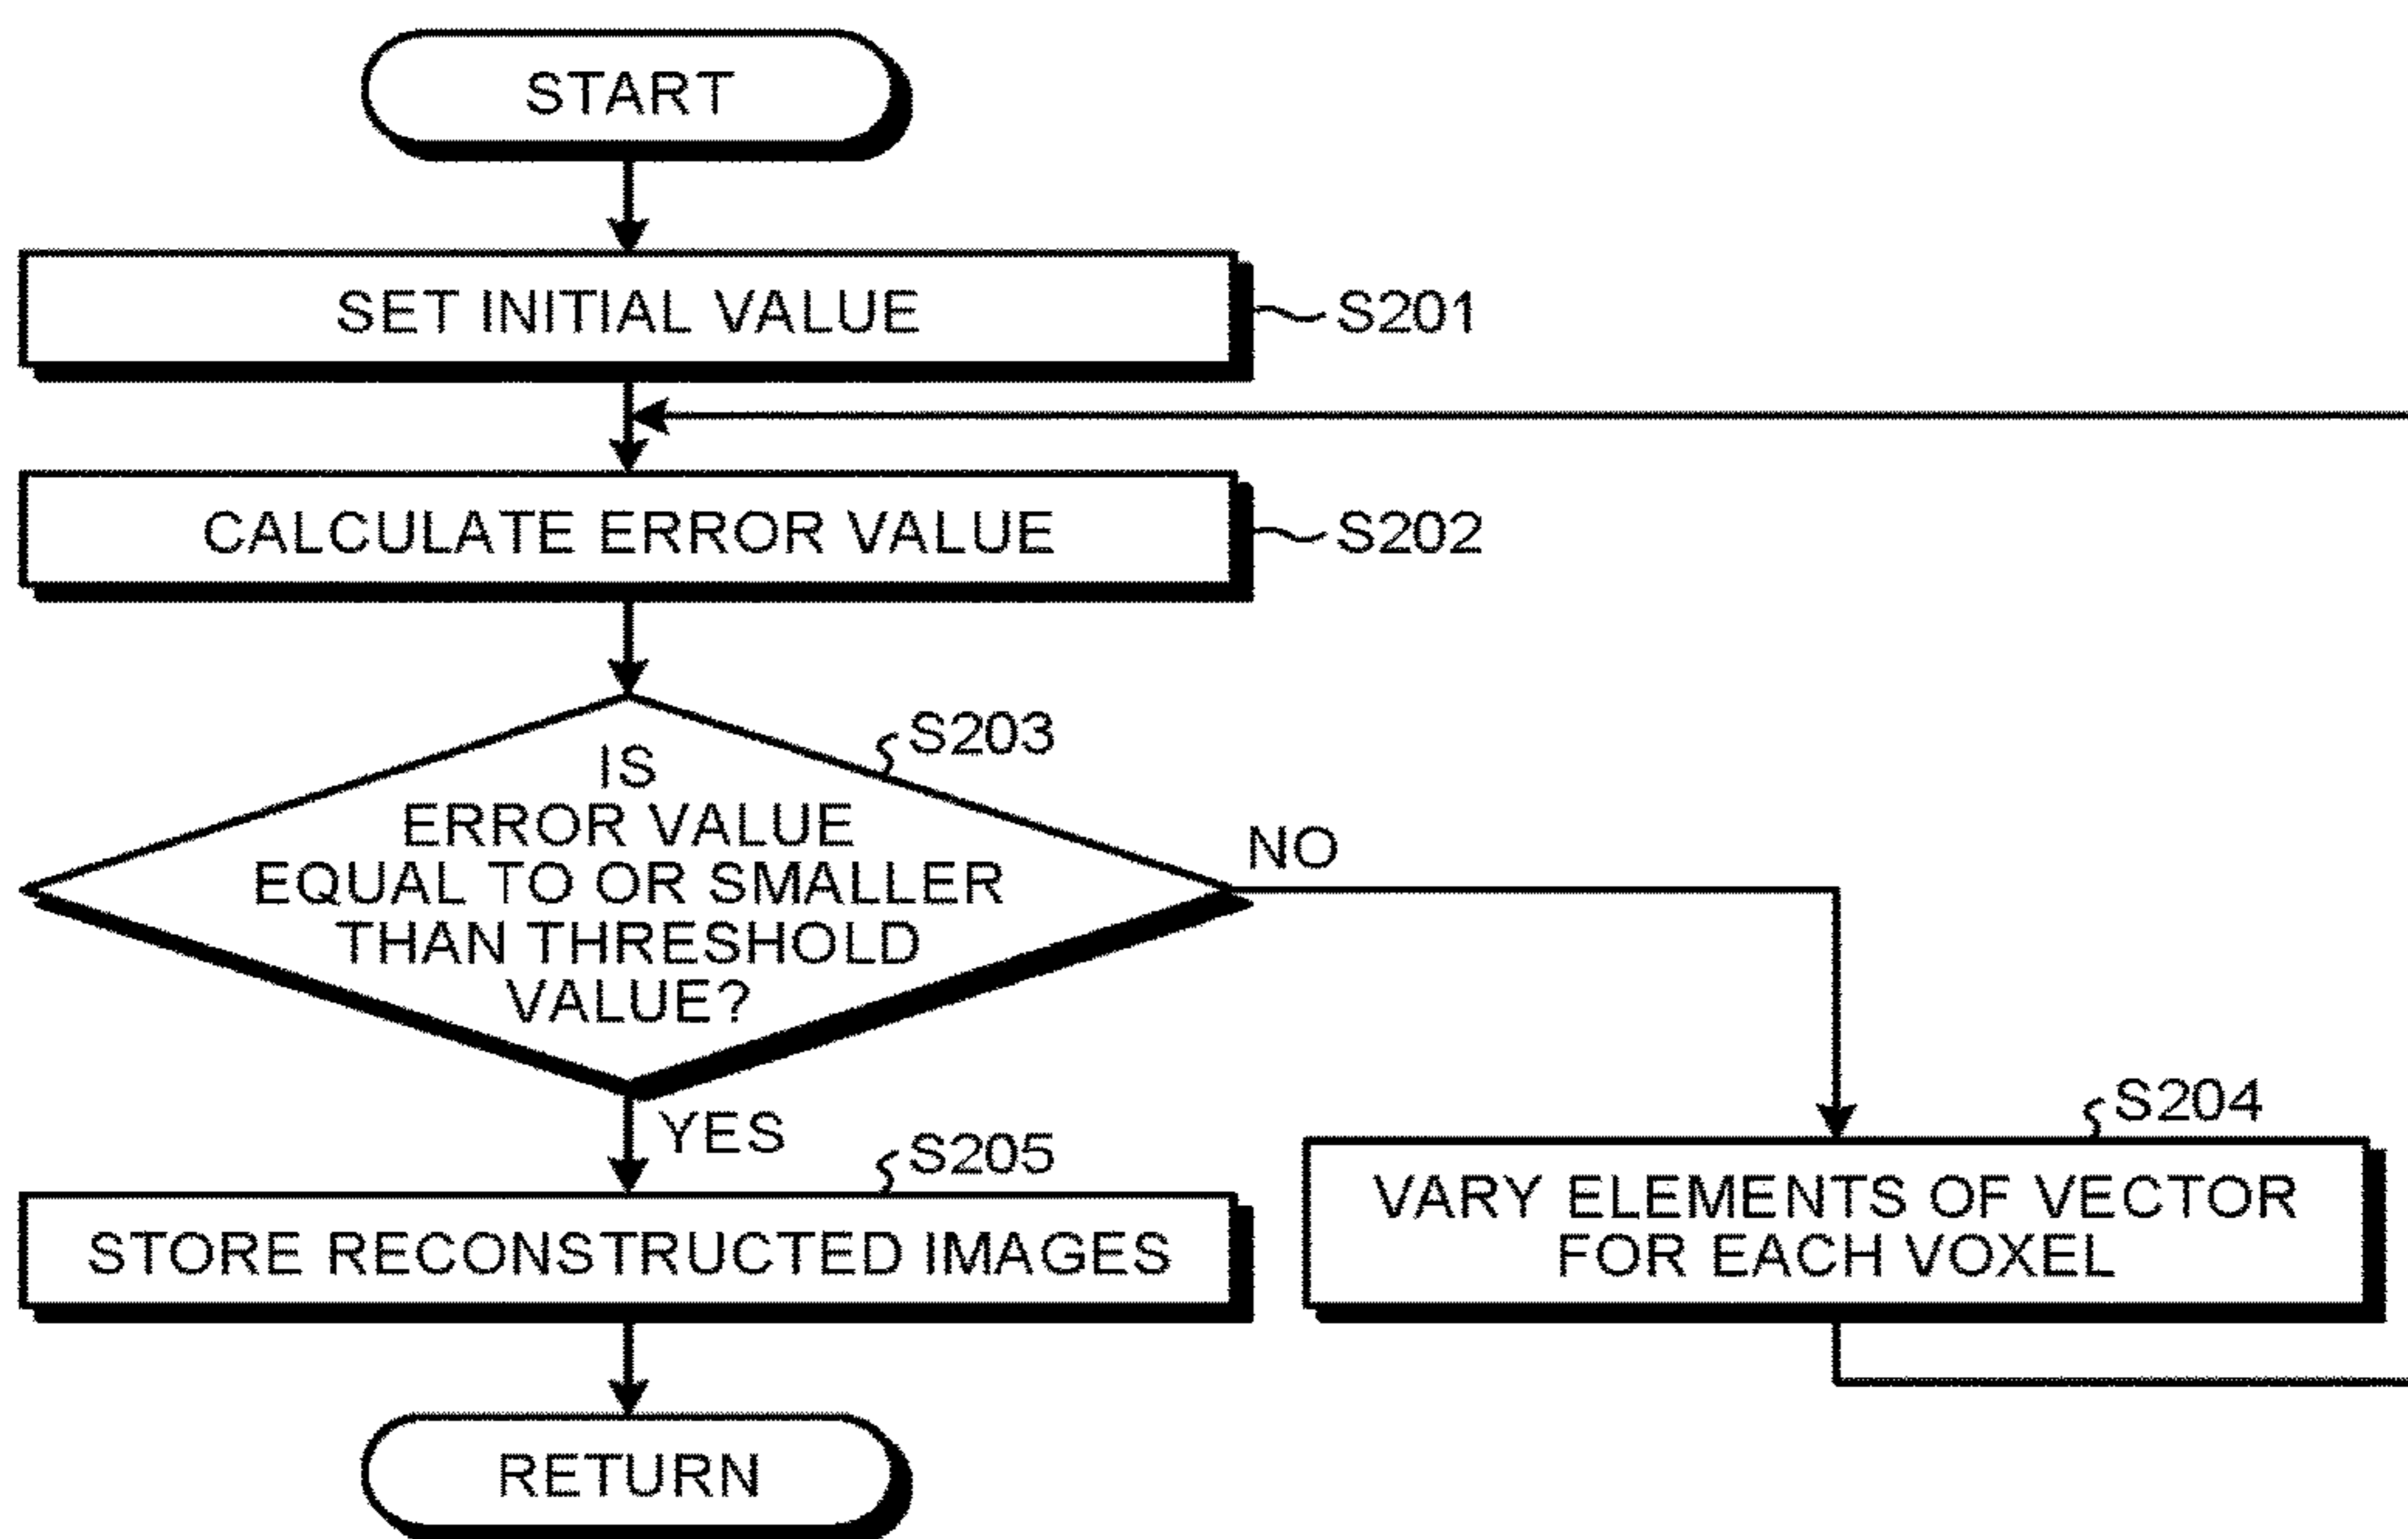 START
SET INITIAL VALUE
S201
CALCULATE ERROR VALUE
S202
S203
IS
ERROR VALUE
EQUAL TO OR SMALLER
THAN THRESHOLD
VALUE?
NO
YES
S204
VARY ELEMENTS OF VECTOR
FOR EACH VOXEL
S205
STORE RECONSTRUCTED IMAGES
RETURN